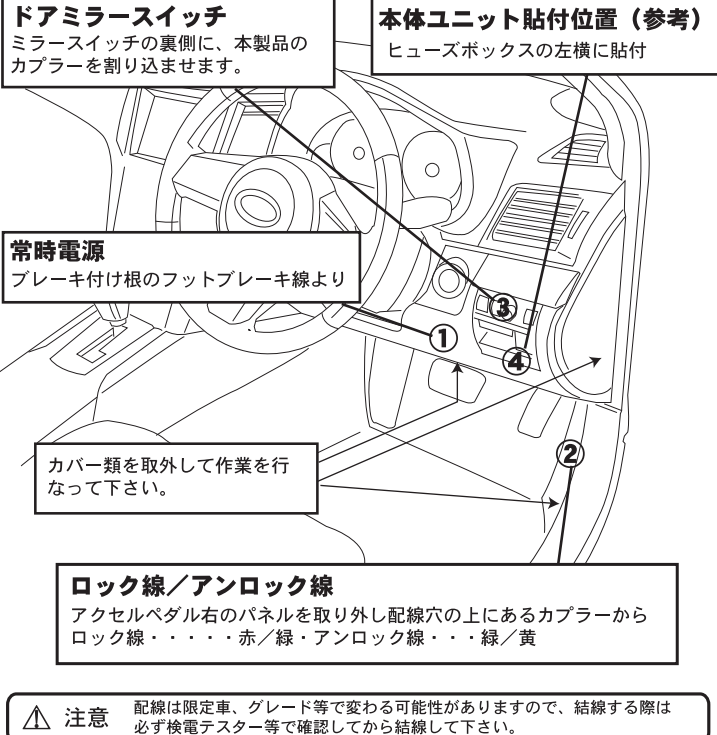 ドアミラースイッチ
ミラースイッチの裏側に、本製品の
カプラーを割り込ませます。
本体ユニット貼付位置（参考）
ヒューズボックスの左横に貼付
常時電源
ブレーキ付け根のフットブレーキ線より
③
①
④
カバー類を取外して作業を行
なって下さい。
②
ロック線／アンロック線
アクセルペダル右のパネルを取り外し配線穴の上にあるカプラーから
ロック線・・・・・赤／緑・アンロック線・・・緑／黄
注意
配線は限定車、グレード等で変わる可能性がありますので、結線する際は
必ず検電テスター等で確認してから結線して下さい。